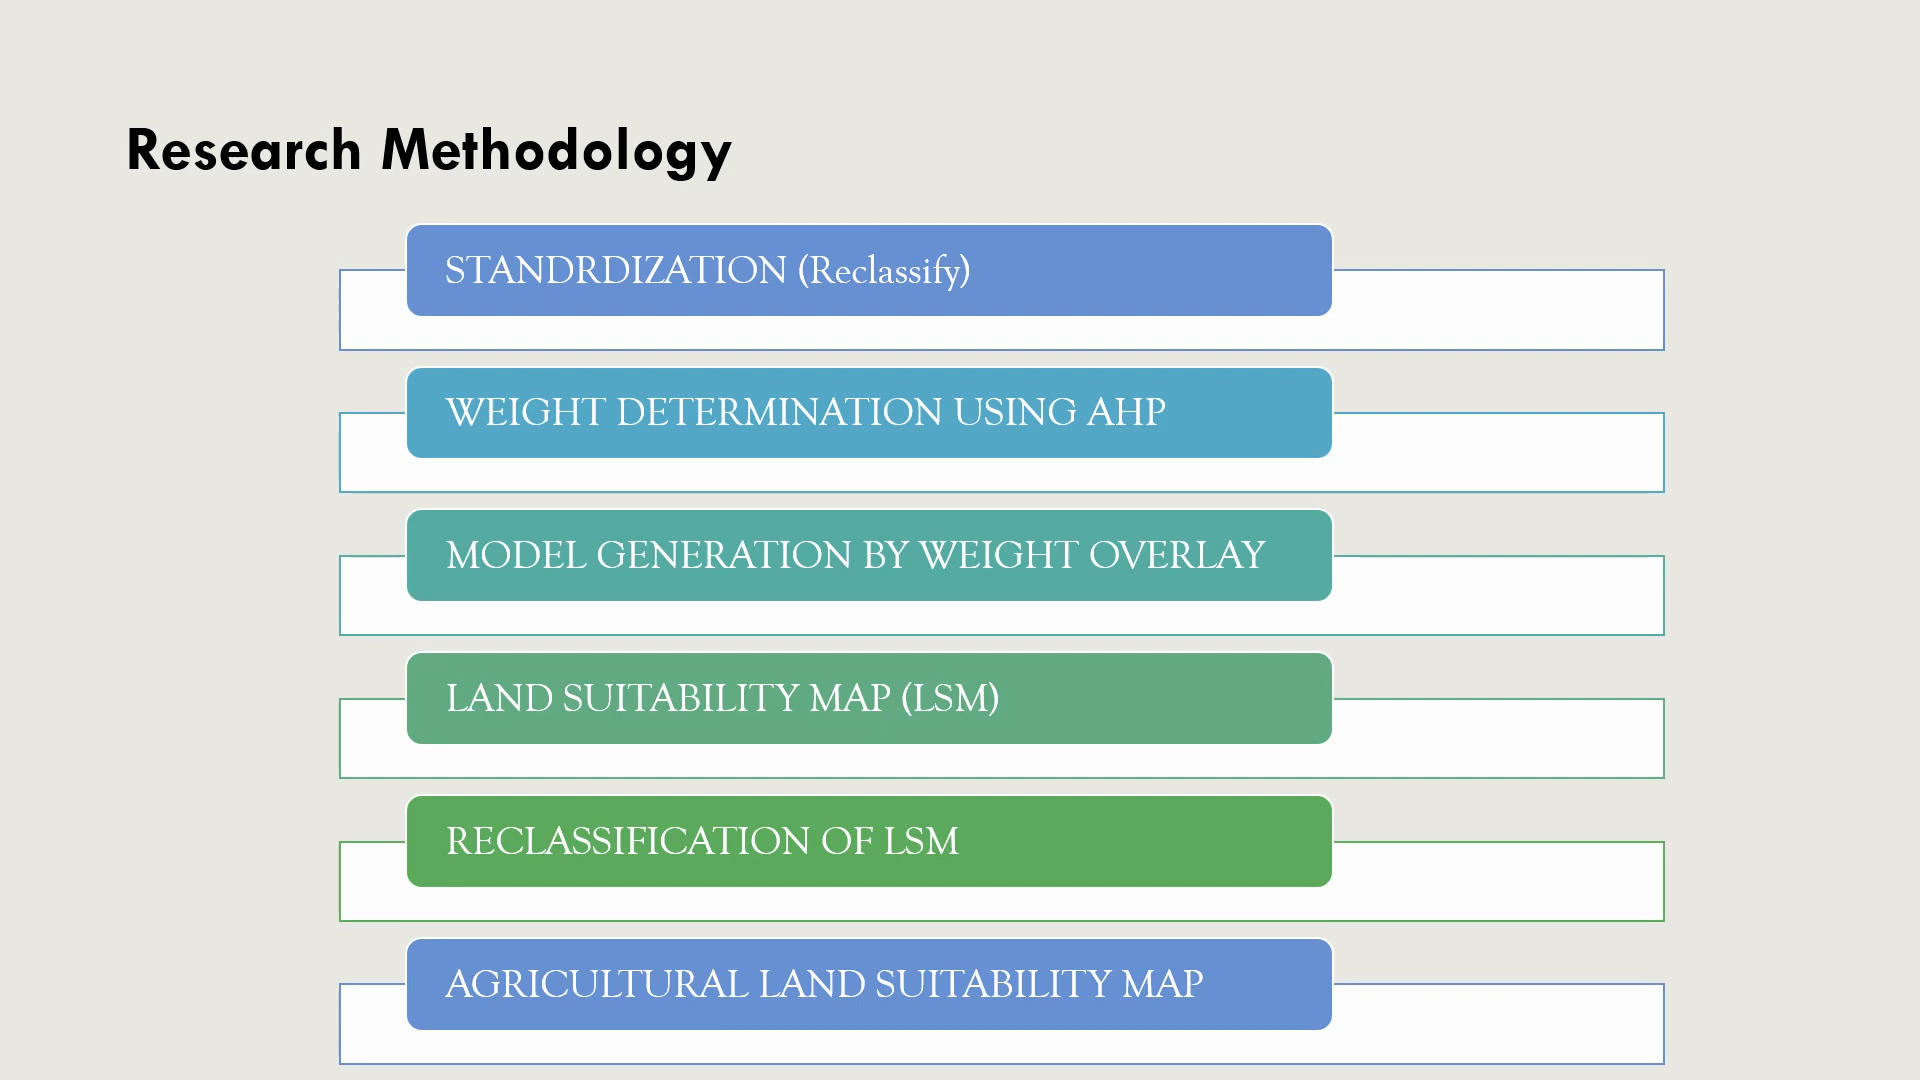 Research Methodology
STANDRDIZATION (Reclassify)
WEIGHT DETERMINATION USING AHP
MODEL GENERATION BY WEIGHT OVERLAY
LAND SUITABILITY MAP (LSM)
RECLASSIFICATION OF LSM
AGRICULTURAL LAND SUITABILITY MAP